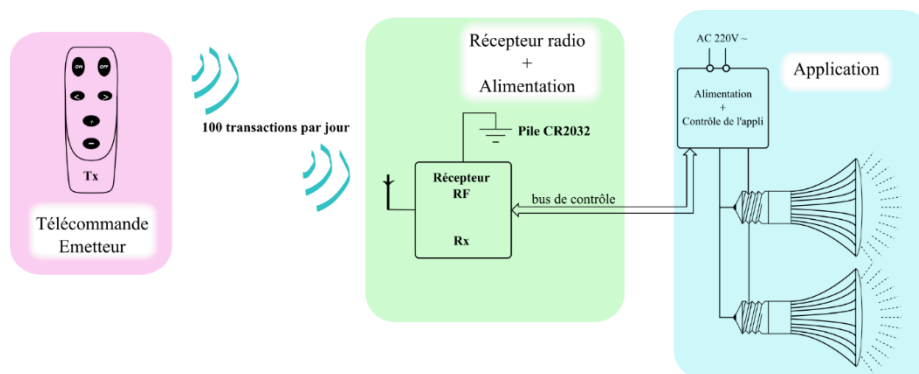 ON OFF
< >
+
−
Tx
Télécommande
Emetteur
100 transactions par jour
Récepteur radio
+
Alimentation
Pile CR2032
Récepteur
RF
Rx
bus de contrôle
AC 220V ~
Alimentation
+
Contrôle de l'appli
Application